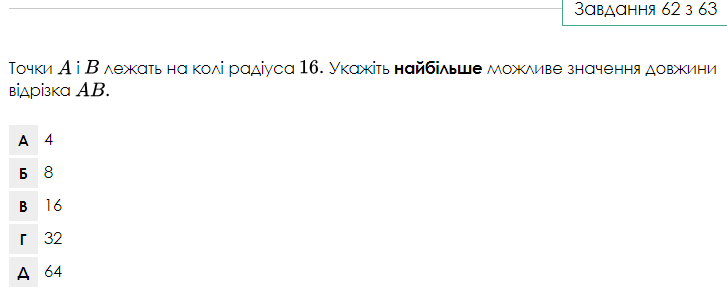 Завдання 62 з 63
Точки A і B лежать на колі радіуса 16. Укажіть найбільше можливе значення довжини
відрізка AB.
А 4
Б 8
В 16
Г 32
Д 64